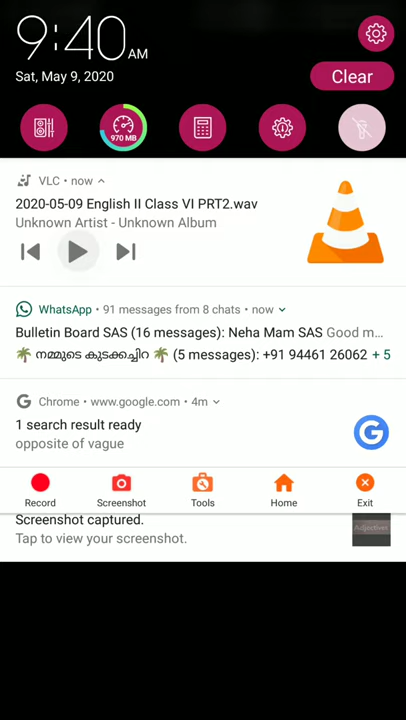 9:40 AM
Sat, May 9, 2020
Clear
970 MB
VLC • now
2020-05-09 English II Class VI PRT2.wav
Unknown Artist - Unknown Album
WhatsApp • 91 messages from 8 chats • now
Bulletin Board SAS (16 messages): Neha Mam SAS Good m...
🌴 നമ്മുടെ കുടക്കച്ചിറ 🌴 (5 messages): +91 94461 26062 + 5
Chrome • www.google.com • 4m
1 search result ready
opposite of vague
Record Screenshot Tools Home Exit
Screenshot captured.
Tap to view your screenshot.
Adjectives